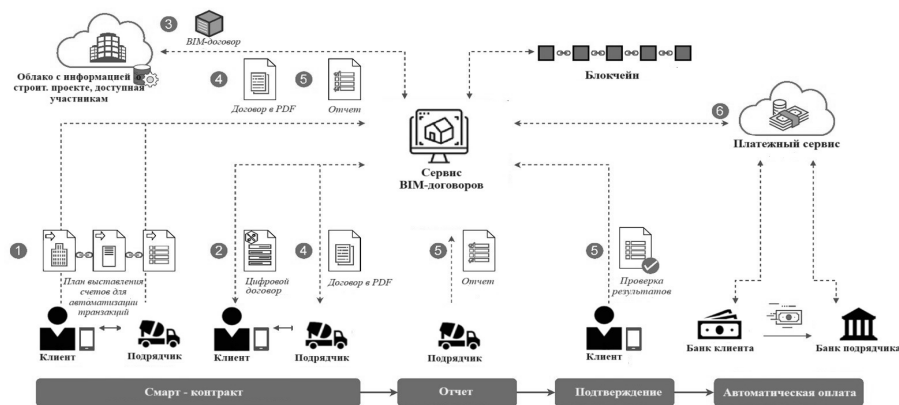 3
BIM-договор
Облако с информацией о
строит. проекте, доступная
участникам
4
Договор в PDF
5
Отчет
Блокчейн
6
Платежный сервис
Сервис
BIM-договоров
1
План выставления
счетов для
автоматизации
транзакций
2
Цифровой
договор
4
Договор в PDF
5
Отчет
5
Проверка
результатов
Клиент
Подрядчик
Клиент
Подрядчик
Подрядчик
Клиент
Банк клиента
Банк подрядчика
Смарт - контракт
Отчет
Подтверждение
Автоматическая оплата